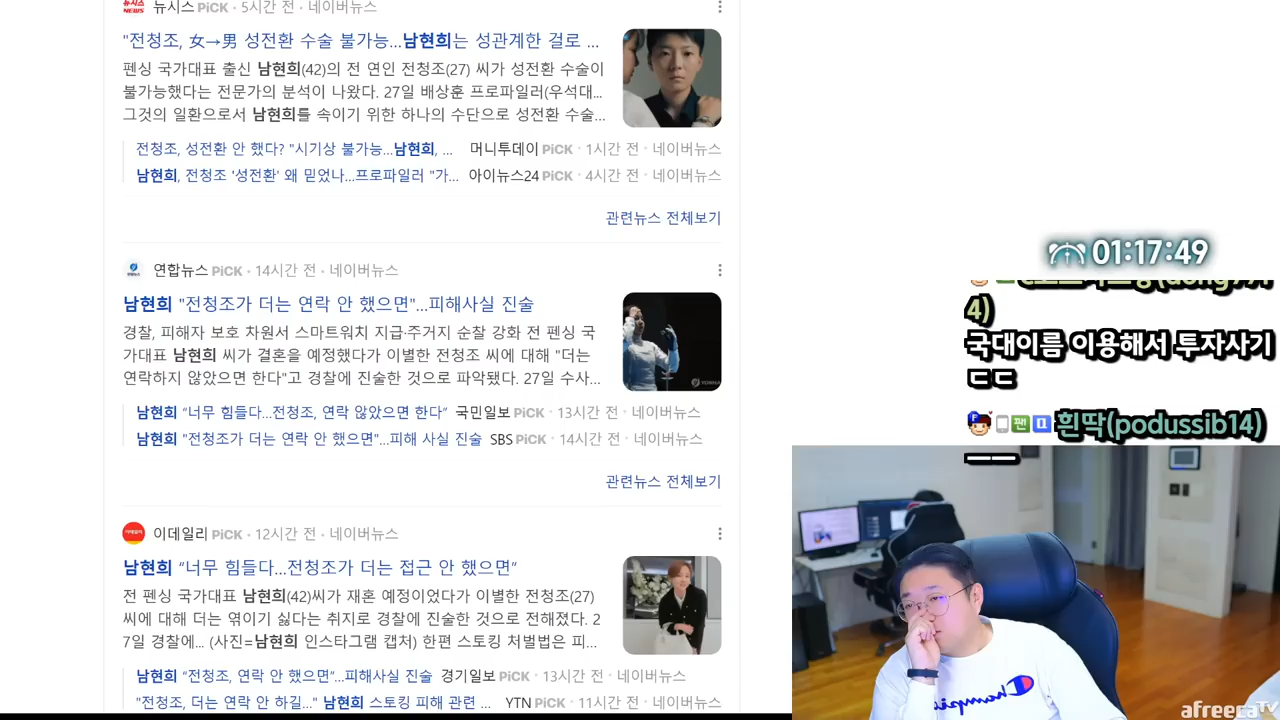 뉴시스 PiCK · 5시간 전 · 네이버뉴스
"전청조, 女→男 성전환 수술 불가능...남현희는 성관계한 걸로 ...
펜싱 국가대표 출신 남현희(42)의 전 연인 전청조(27) 씨가 성전환 수술이
불가능했다는 전문가의 분석이 나왔다. 27일 배상훈 프로파일러(우석대...
그것의 일환으로서 남현희를 속이기 위한 하나의 수단으로 성전환 수술...
전청조, 성전환 안 했다? "시기상 불가능...남현희, ... 머니투데이 PiCK · 1시간 전 · 네이버뉴스
남현희, 전청조 '성전환' 왜 믿었나...프로파일러 "가... 아이뉴스24 PiCK · 4시간 전 · 네이버뉴스
관련뉴스 전체보기
연합뉴스 PiCK · 14시간 전 · 네이버뉴스
남현희 "전청조가 더는 연락 안 했으면"...피해사실 진술
경찰, 피해자 보호 차원서 스마트워치 지급·주거지 순찰 강화 전 펜싱 국
가대표 남현희 씨가 결혼을 예정했다가 이별한 전청조 씨에 대해 "더는
연락하지 않았으면 한다"고 경찰에 진술한 것으로 파악됐다. 27일 수사...
남현희 “너무 힘들다...전청조, 연락 않았으면 한다” 국민일보 PiCK · 13시간 전 · 네이버뉴스
남현희 "전청조가 더는 연락 안 했으면"...피해 사실 진술 SBS PiCK · 14시간 전 · 네이버뉴스
관련뉴스 전체보기
이데일리 PiCK · 12시간 전 · 네이버뉴스
남현희 “너무 힘들다...전청조가 더는 접근 안 했으면”
전 펜싱 국가대표 남현희(42)씨가 재혼 예정이었다가 이별한 전청조(27)
씨에 대해 더는 엮이기 싫다는 취지로 경찰에 진술한 것으로 전해졌다. 2
7일 경찰에... (사진=남현희 인스타그램 캡처) 한편 스토킹 처벌법은 피...
남현희 “전청조, 연락 안 했으면”...피해사실 진술 경기일보 PiCK · 13시간 전 · 네이버뉴스
"전청조, 더는 연락 안 하길..." 남현희 스토킹 피해 관련 ... YTN PiCK · 11시간 전 · 네이버뉴스
01:17:49
4)
국대이름 이용해서 투자사기
ㄷㄷ
F 팬 흰딱(podussib14)
ㅡㅡ
Champion
afreecaTV